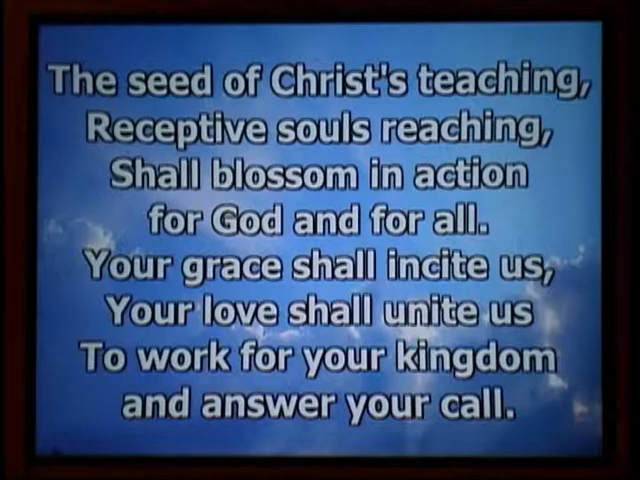 The seed of Christ's teaching,
Receptive souls reaching,
Shall blossom in action
for God and for all.
Your grace shall incite us,
Your love shall unite us
To work for your kingdom
and answer your call.